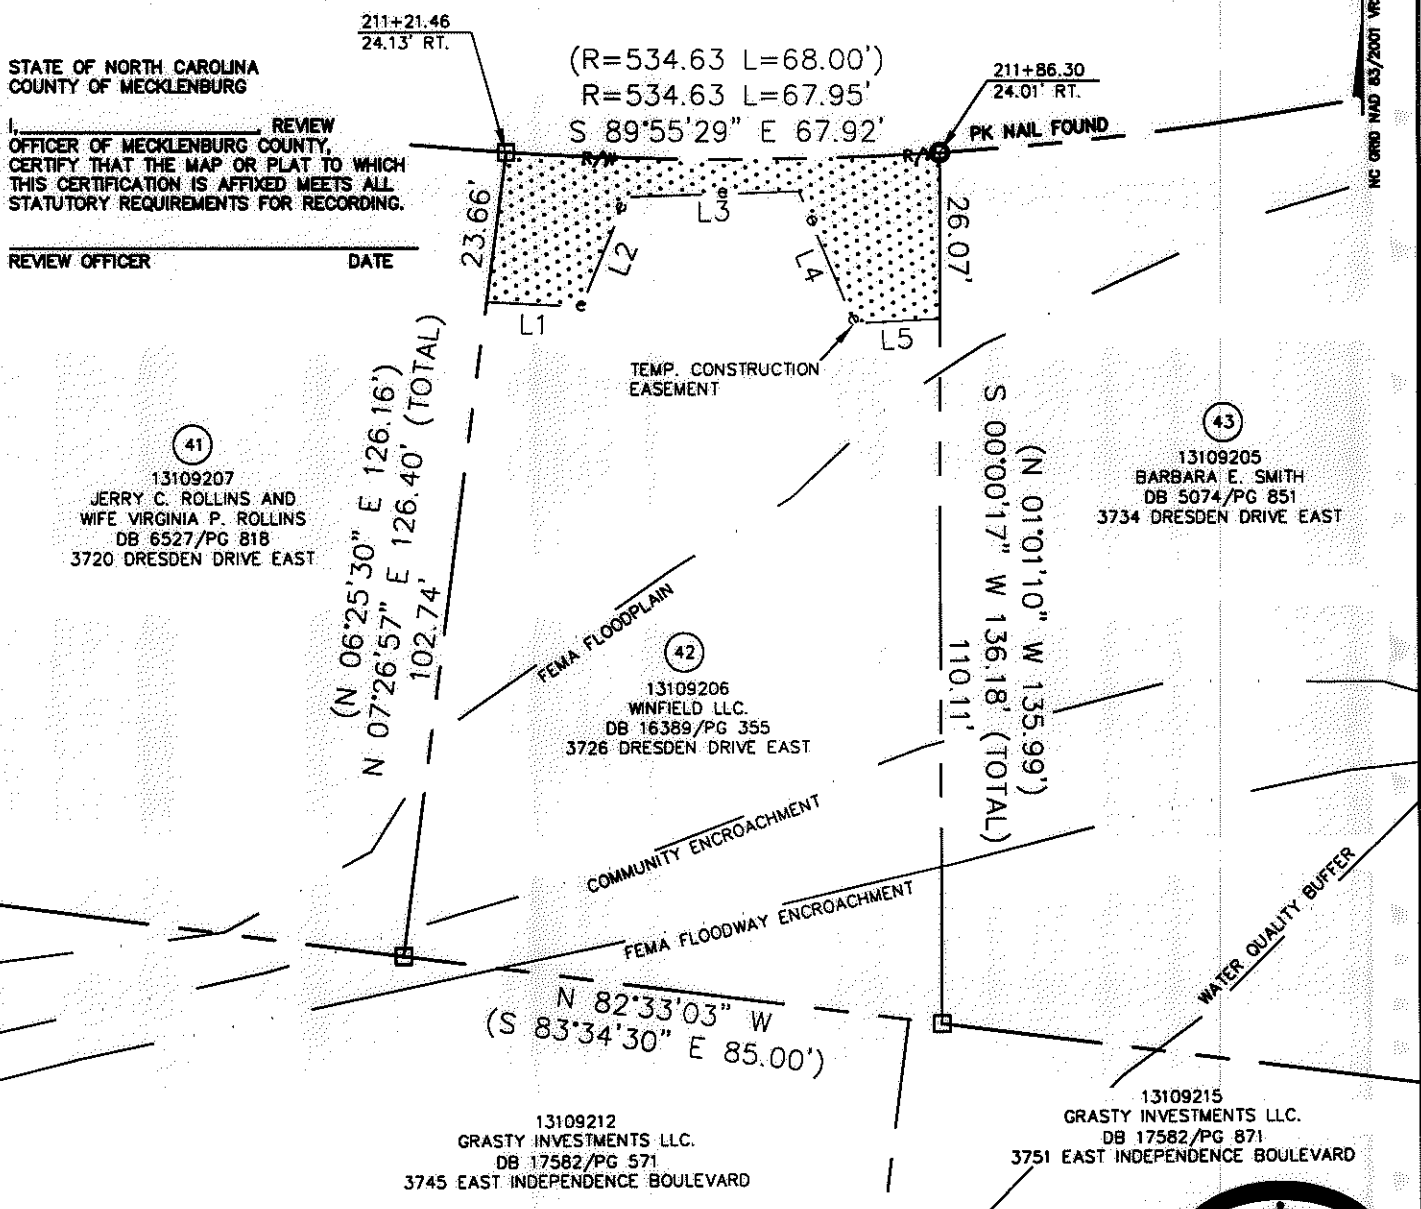 211+21.46
24.13' RT.
STATE OF NORTH CAROLINA
COUNTY OF MECKLENBURG
I,____________________, REVIEW
OFFICER OF MECKLENBURG COUNTY,
CERTIFY THAT THE MAP OR PLAT TO WHICH
THIS CERTIFICATION IS AFFIXED MEETS ALL
STATUTORY REQUIREMENTS FOR RECORDING.
REVIEW OFFICER DATE
(R=534.63 L=68.00')
R=534.63 L=67.95'
S 89°55'29" E 67.92'
211+86.30
24.01' RT.
PK NAIL FOUND
NC GRID NAD 83/2001
R/W
R/W
23.66'
26.07'
L1
L2
e
e
L3
e
L4
e
e
L5
TEMP. CONSTRUCTION
EASEMENT
(N 06°25'30" E 126.16')
N 07°26'57" E 126.40' (TOTAL)
102.74'
S 00°00'17" W 136.18' (TOTAL)
(N 01°01'10" W 135.99')
110.11'
41
13109207
JERRY C. ROLLINS AND
WIFE VIRGINIA P. ROLLINS
DB 6527/PG 818
3720 DRESDEN DRIVE EAST
43
13109205
BARBARA E. SMITH
DB 5074/PG 851
3734 DRESDEN DRIVE EAST
FEMA FLOODPLAIN
42
13109206
WINFIELD LLC.
DB 16389/PG 355
3726 DRESDEN DRIVE EAST
COMMUNITY ENCROACHMENT
FEMA FLOODWAY ENCROACHMENT
WATER QUALITY BUFFER
N 82°33'03" W
(S 83°34'30" E 85.00')
13109212
GRASTY INVESTMENTS LLC.
DB 17582/PG 571
3745 EAST INDEPENDENCE BOULEVARD
13109215
GRASTY INVESTMENTS LLC.
DB 17582/PG 871
3751 EAST INDEPENDENCE BOULEVARD